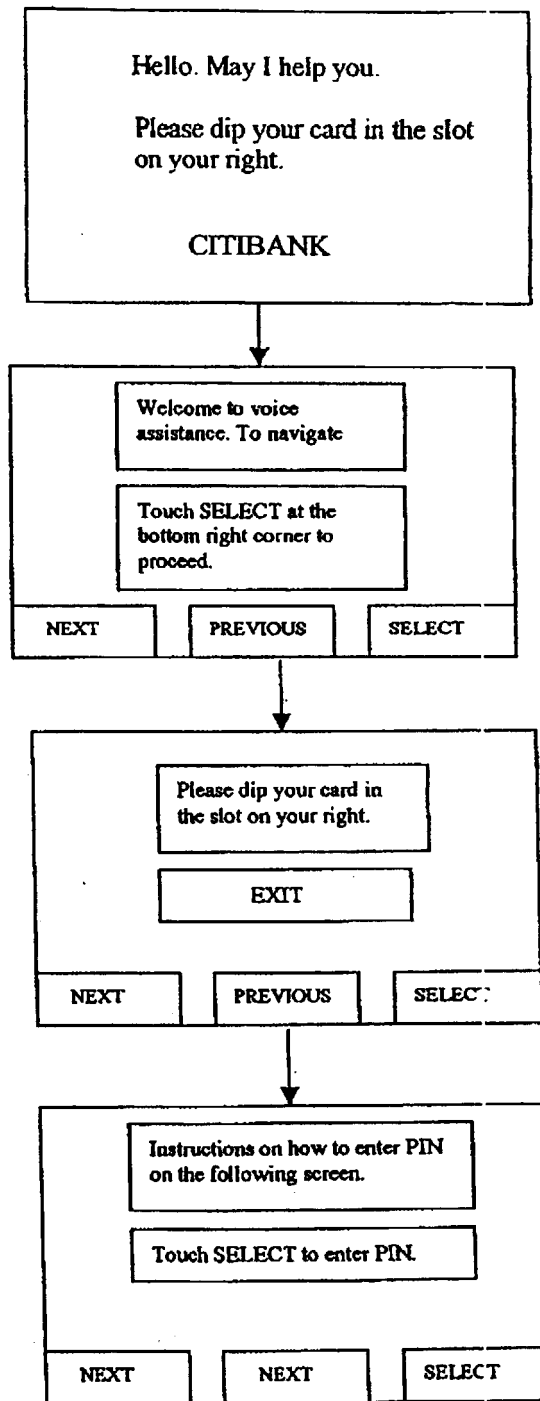 Hello. May I help you.
Please dip your card in the slot
on your right.
CITIBANK
Welcome to voice
assistance. To navigate
Touch SELECT at the
bottom right corner to
proceed.
NEXT PREVIOUS SELECT
Please dip your card in
the slot on your right.
EXIT
NEXT PREVIOUS SELECT
Instructions on how to enter PIN
on the following screen.
Touch SELECT to enter PIN.
NEXT NEXT SELECT